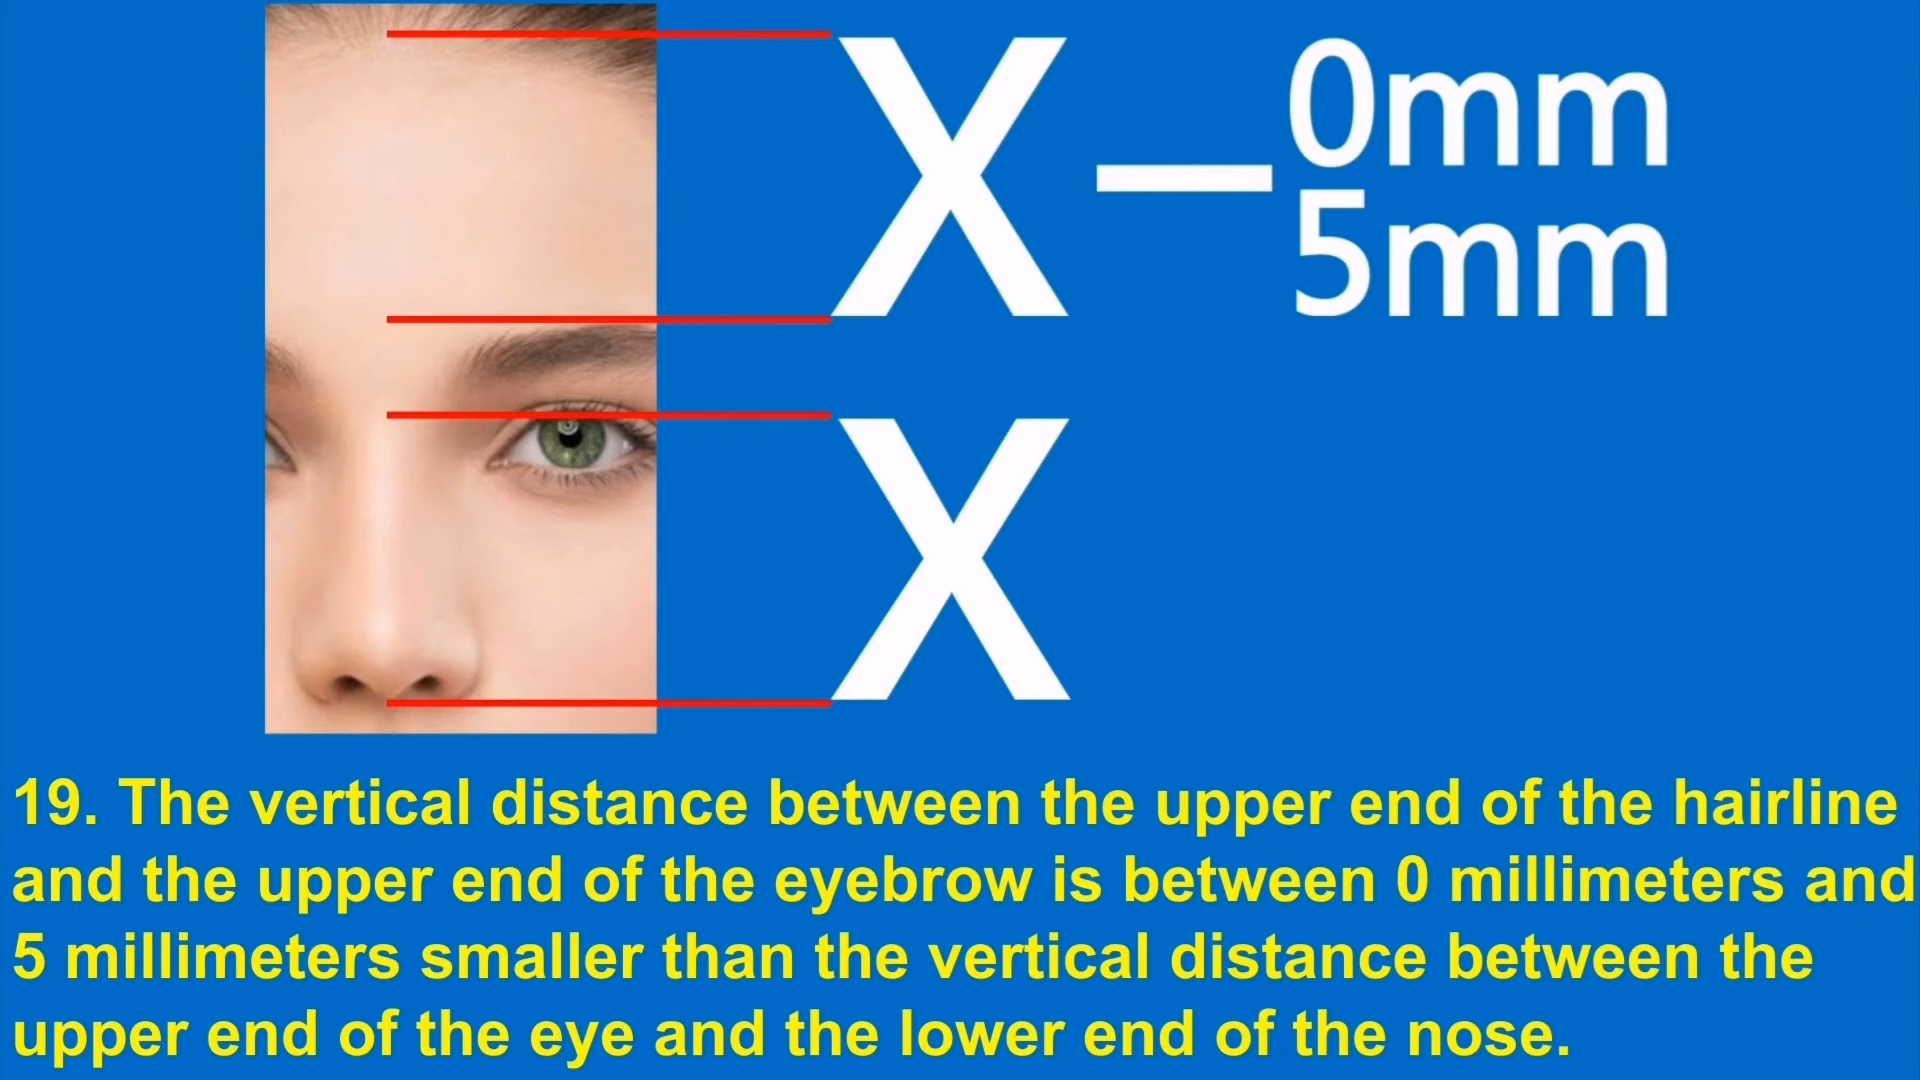 X — 0mm
5mm
X
19. The vertical distance between the upper end of the hairline
and the upper end of the eyebrow is between 0 millimeters and
5 millimeters smaller than the vertical distance between the
upper end of the eye and the lower end of the nose.